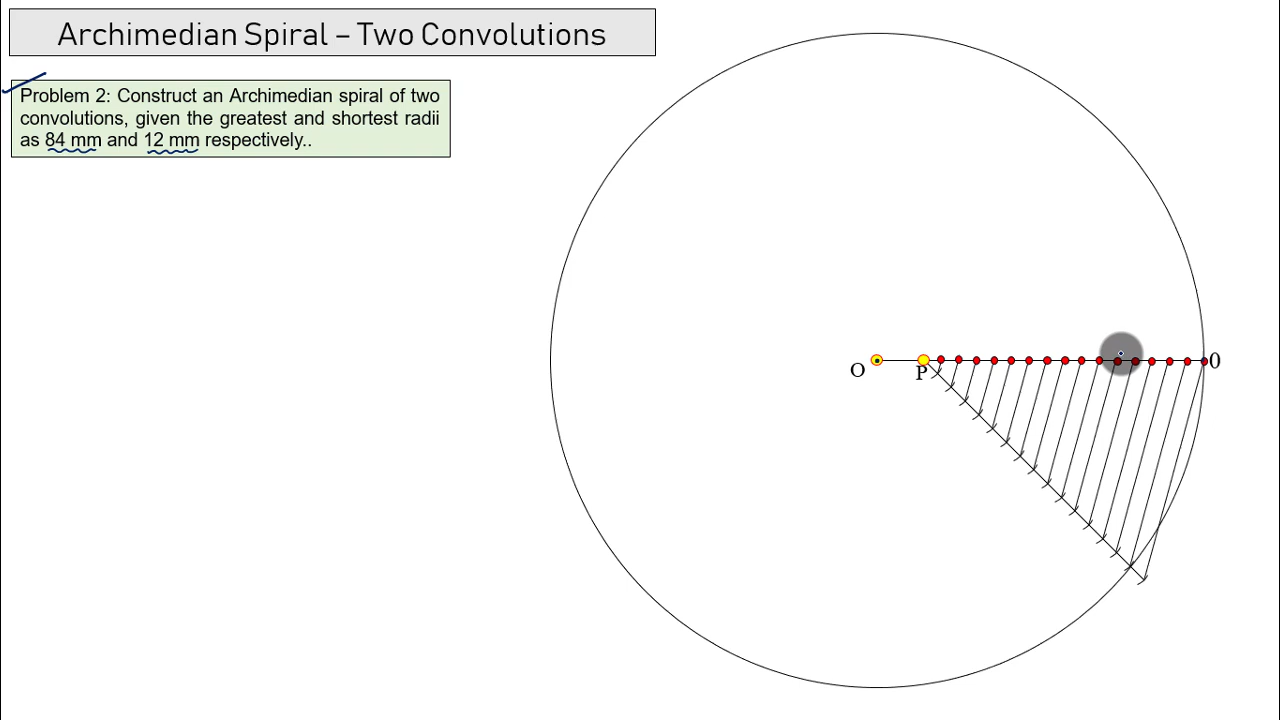 Archimedian Spiral – Two Convolutions
Problem 2: Construct an Archimedian spiral of two
convolutions, given the greatest and shortest radii
as 84 mm and 12 mm respectively..
O
P
0